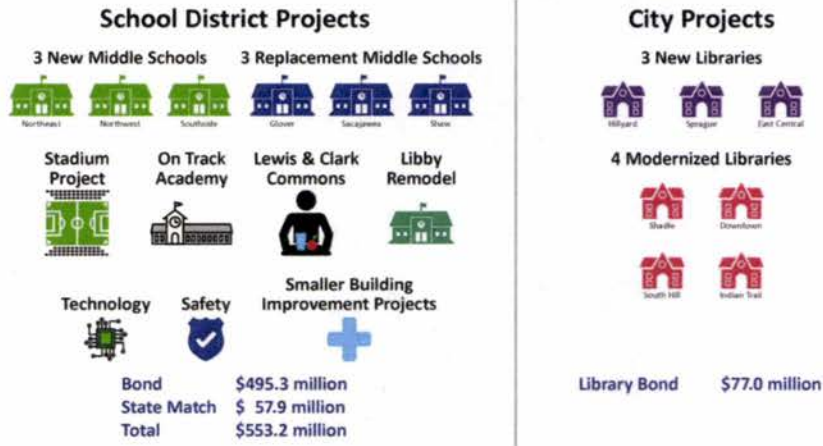 School District Projects
3 New Middle Schools
3 Replacement Middle Schools
Northeast
Northwest
Southside
Glover
Sacajawea
Shaw
Stadium
Project
On Track
Academy
Lewis & Clark
Commons
Libby
Remodel
Technology
Safety
Smaller Building
Improvement Projects
Bond $495.3 million
State Match $ 57.9 million
Total $553.2 million
City Projects
3 New Libraries
Hillyard
Sprague
East Central
4 Modernized Libraries
Shadle
Downtown
South Hill
Indian Trail
Library Bond $77.0 million